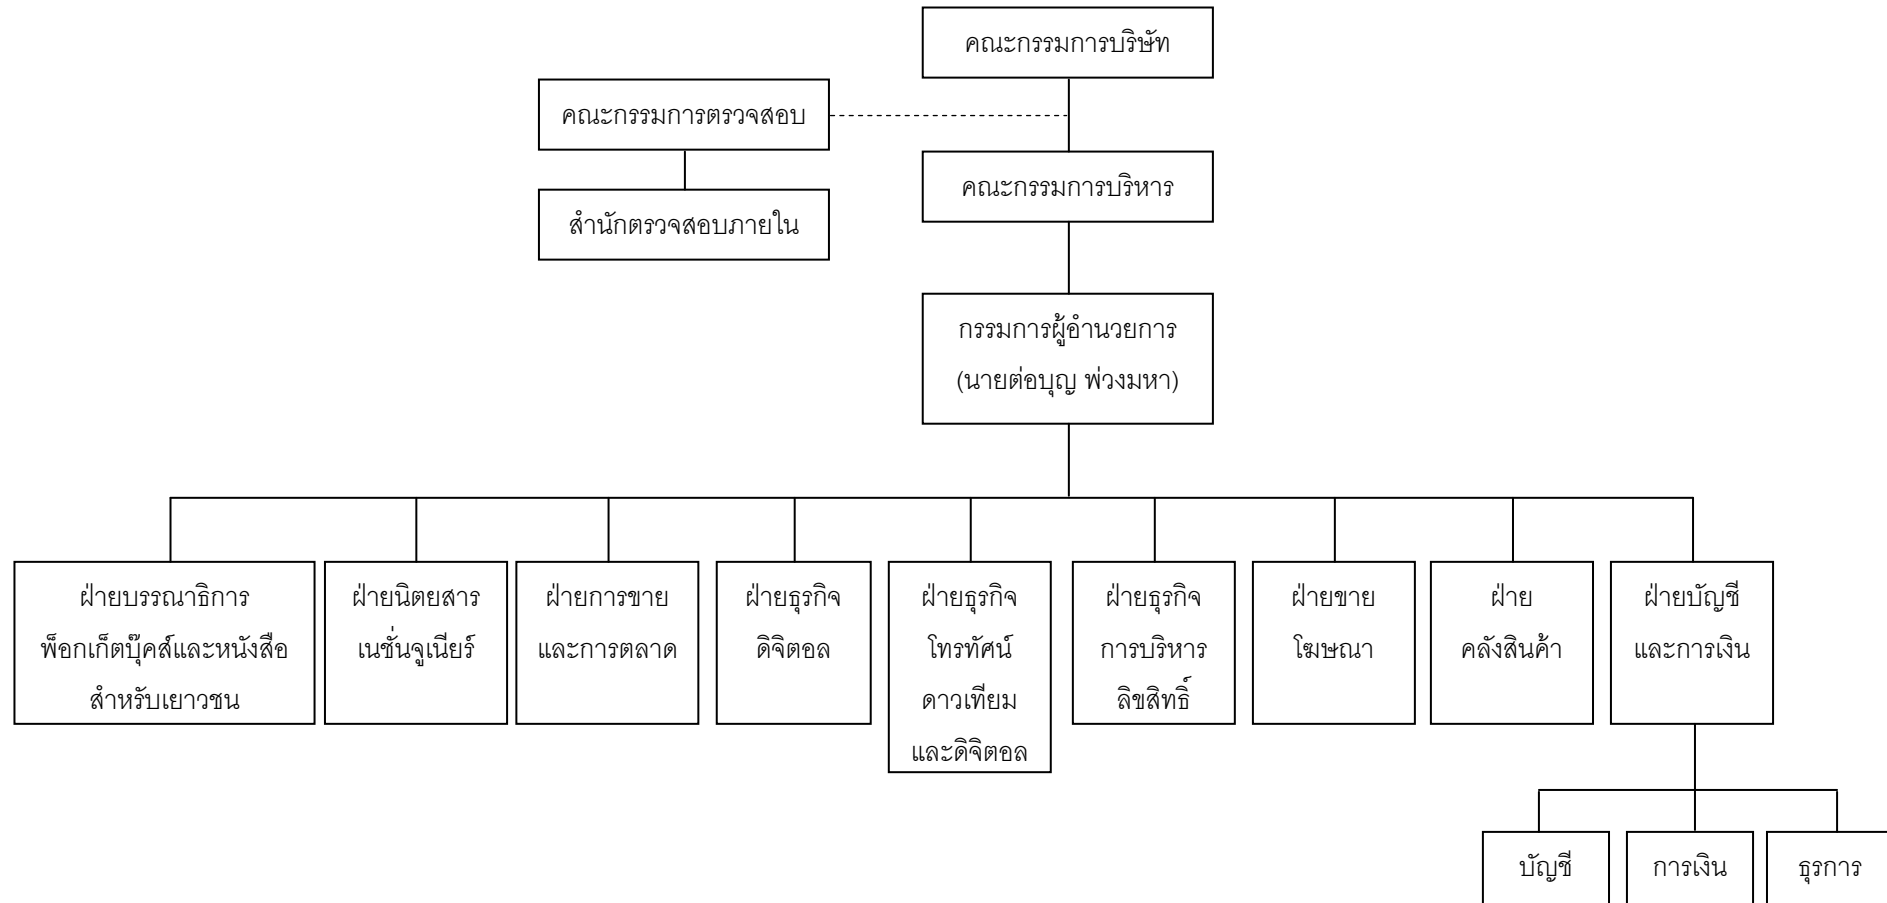 คณะกรรมการบริษัท
คณะกรรมการตรวจสอบ
คณะกรรมการบริหาร
สำนักตรวจสอบภายใน
กรรมการผู้อำนวยการ
(นายต่อบุญ พ่วงมหา)
ฝ่ายบรรณาธิการ
พ็อกเก็ตบุ๊คส์และหนังสือ
สำหรับเยาวชน
ฝ่ายนิตยสาร
เนชั่นจูเนียร์
ฝ่ายการขาย
และการตลาด
ฝ่ายธุรกิจ
ดิจิตอล
ฝ่ายธุรกิจ
โทรทัศน์
ดาวเทียม
และดิจิตอล
ฝ่ายธุรกิจ
การบริหาร
ลิขสิทธิ์
ฝ่ายขาย
โฆษณา
ฝ่าย
คลังสินค้า
ฝ่ายบัญชี
และการเงิน
บัญชี
การเงิน
ธุรการ